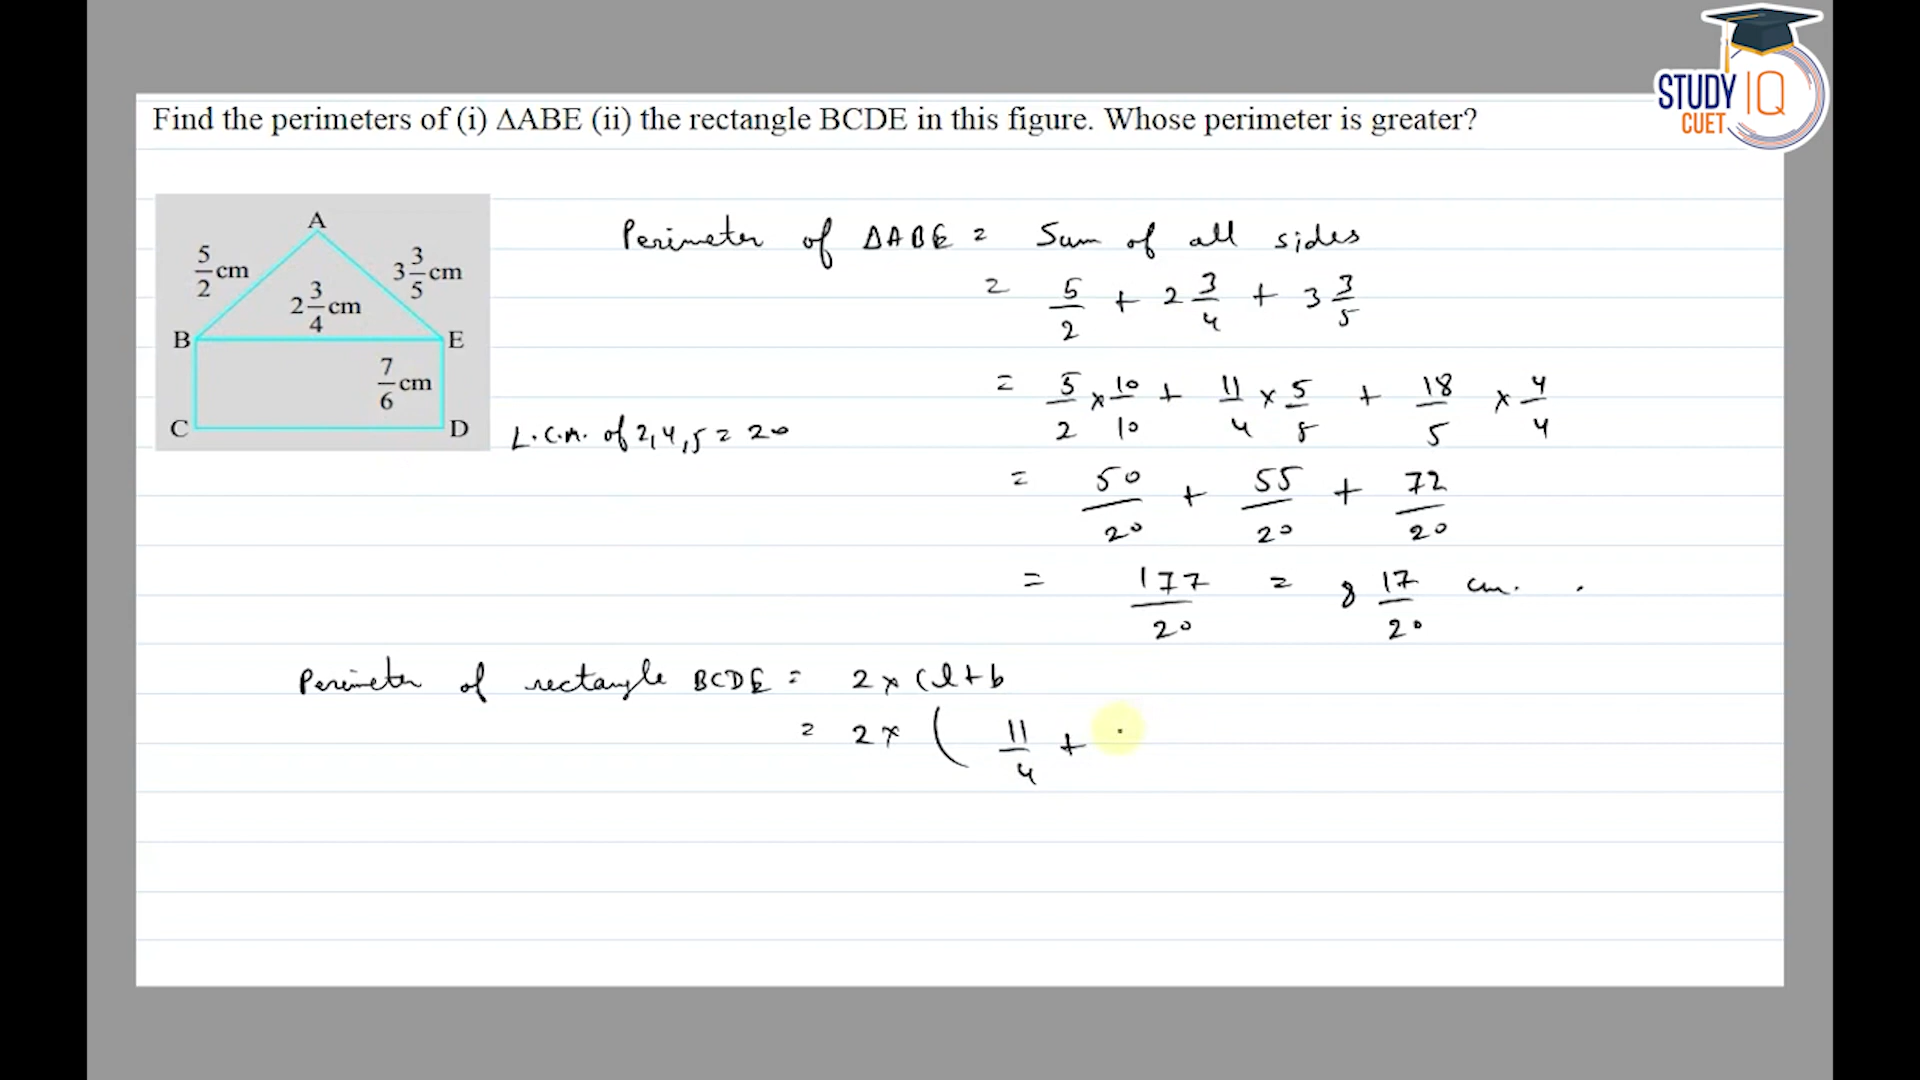 STUDY IQ
CUET
Find the perimeters of (i) ΔABE (ii) the rectangle BCDE in this figure. Whose perimeter is greater?
A
5/2 cm
3 3/5 cm
2 3/4 cm
B
E
7/6 cm
C
D
Perimeter of ΔABE = Sum of all sides
= 5/2 + 2 3/4 + 3 3/5
L.C.M. of 2,4,5 = 20
= 5/2 × 10/10 + 11/4 × 5/5 + 18/5 × 4/4
= 50/20 + 55/20 + 72/20
= 177/20 = 8 17/20 cm.
Perimeter of rectangle BCDE = 2 × (l + b
= 2 × ( 11/4 +